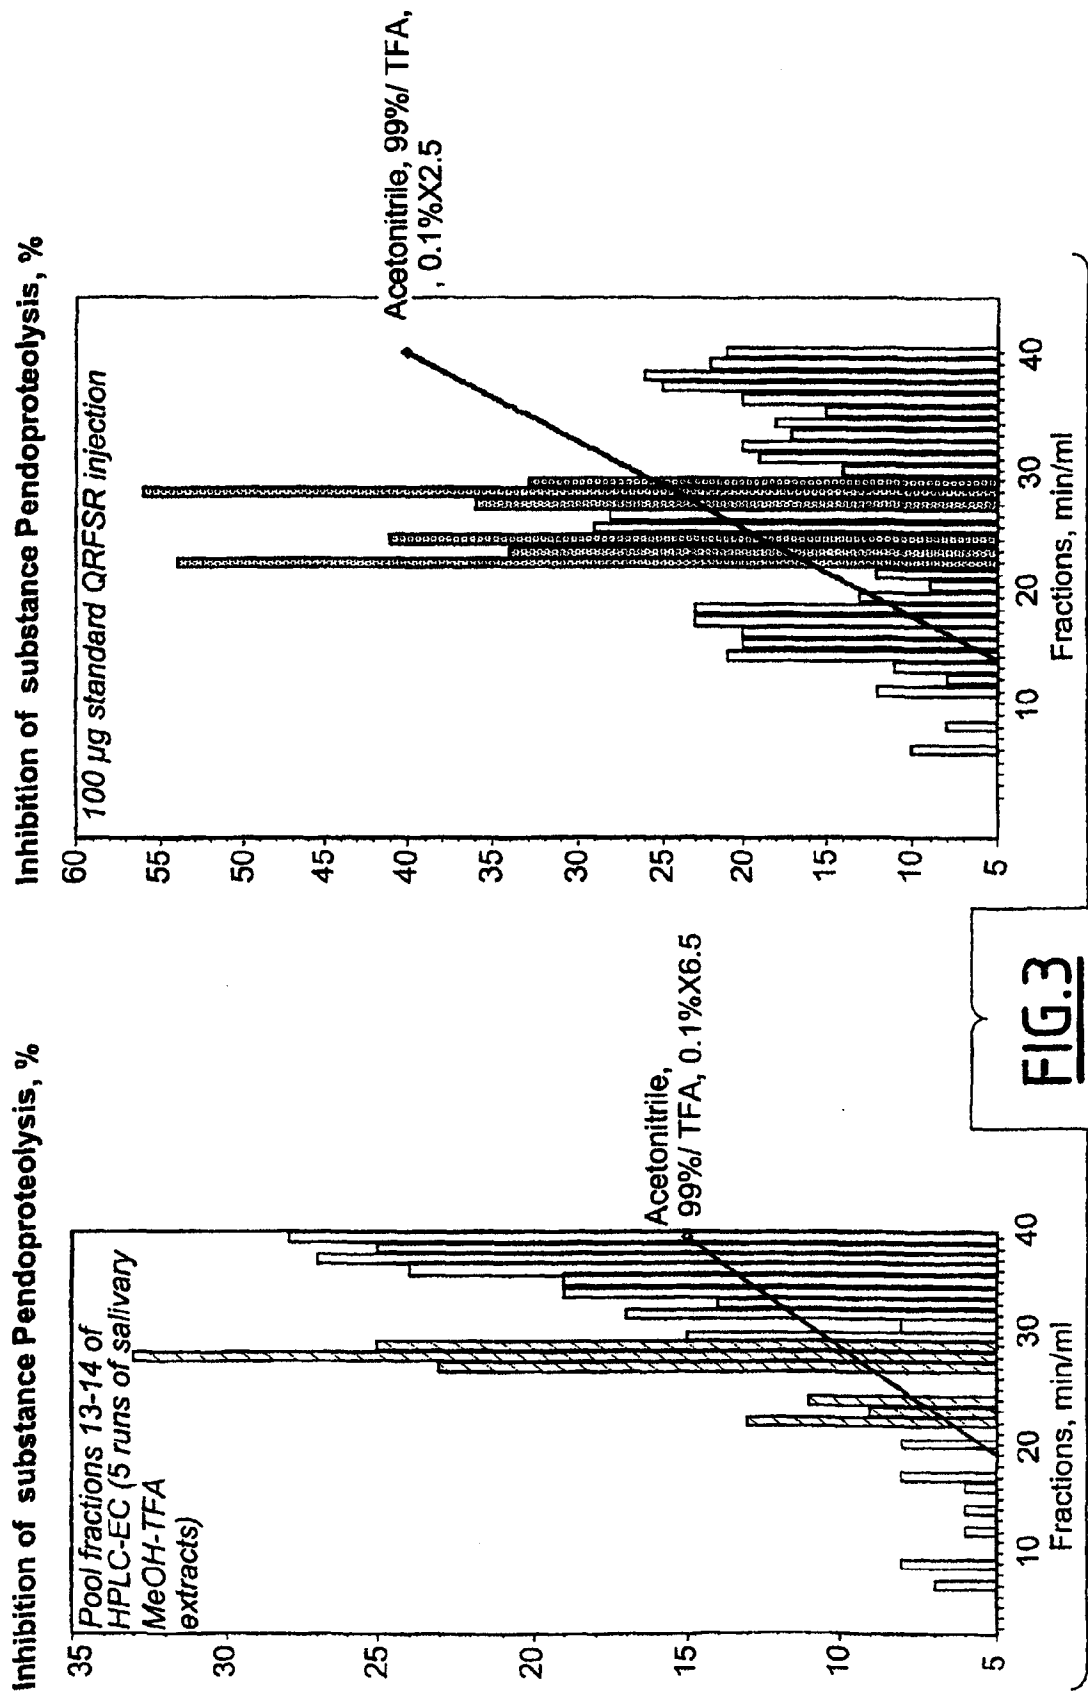 Inhibition of substance Pendoproteolysis, %
35
30
25
20
15
10
5
Pool fractions 13-14 of
HPLC-EC (5 runs of salivary
MeOH-TFA
extracts)
Acetonitrile,
99%/ TFA, 0.1%X6.5
10
20
30
40
Fractions, min/ml
Inhibition of substance Pendoproteolysis, %
60
55
50
45
40
35
30
25
20
15
10
5
100 µg standard QRFSR injection
Acetonitrile, 99%/ TFA,
, 0.1%X2.5
10
20
30
40
Fractions, min/ml
FIG.3